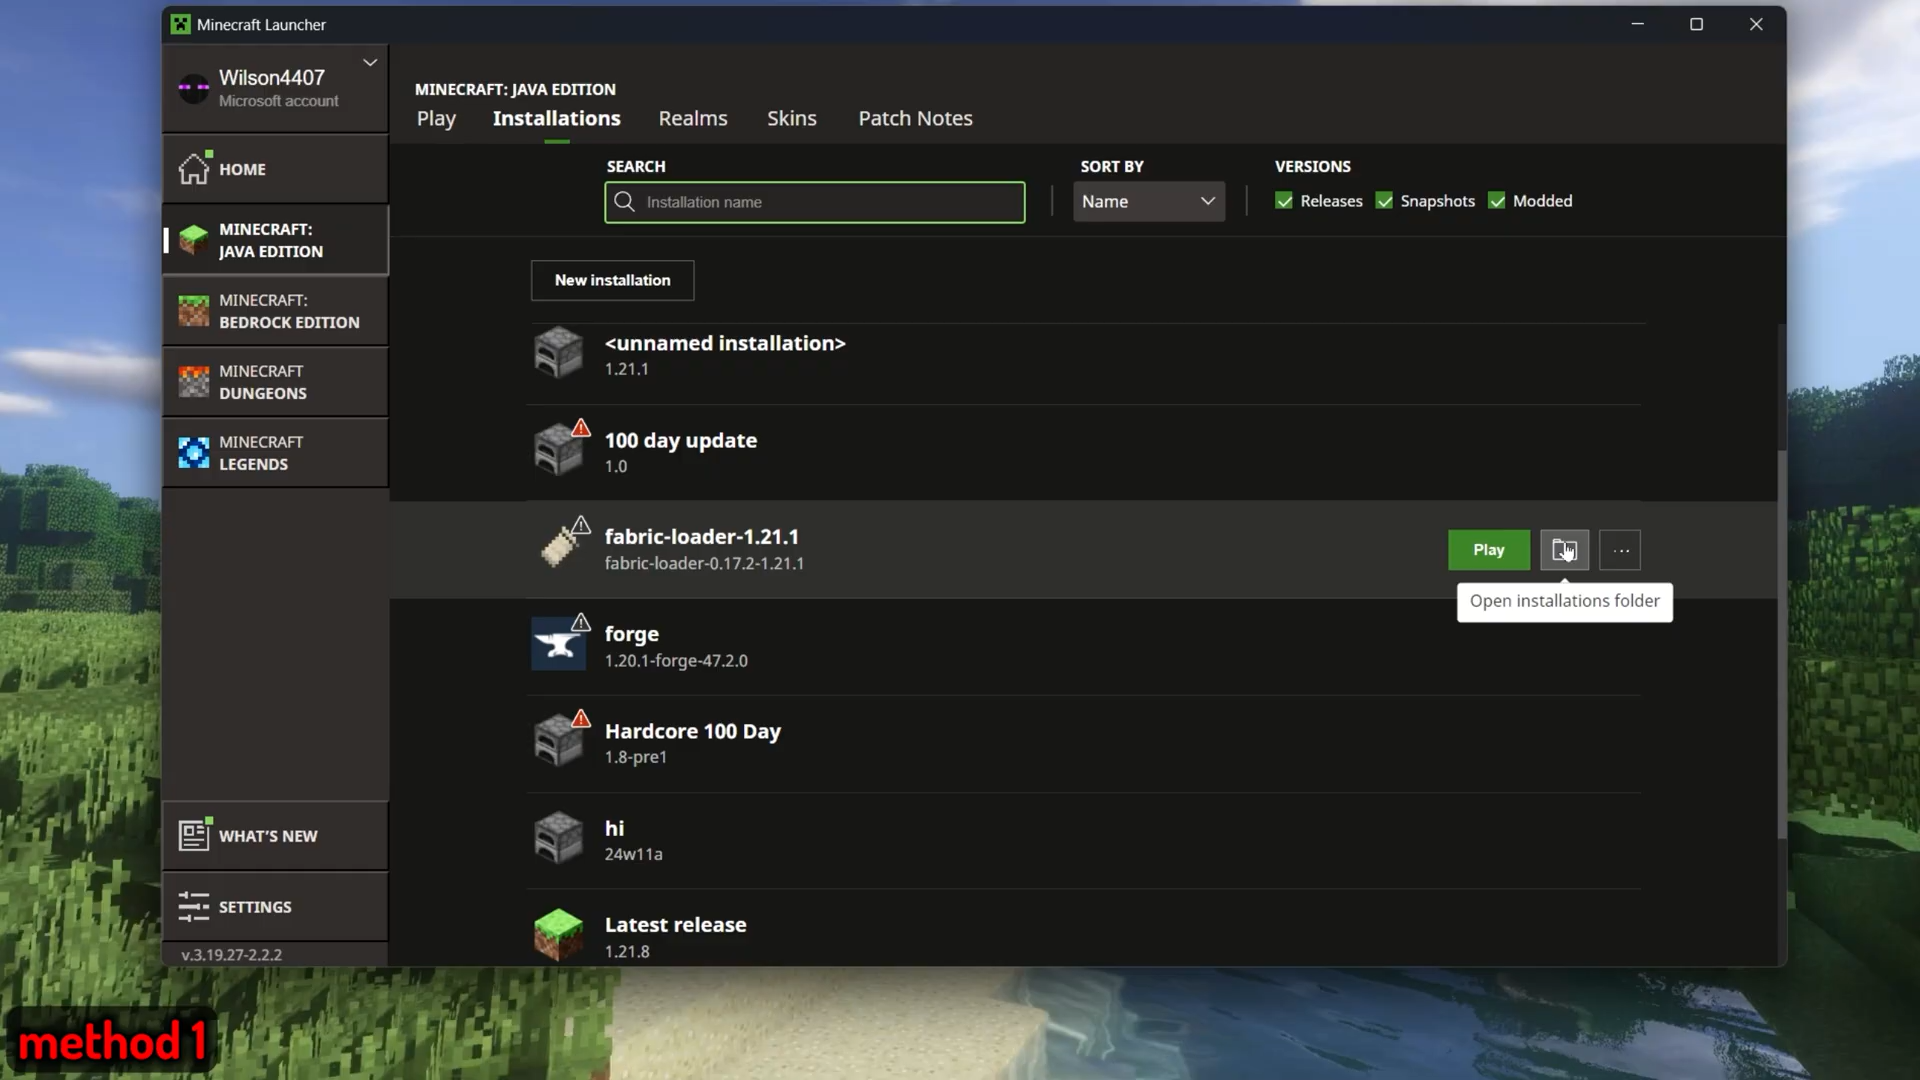 Minecraft Launcher
Wilson4407
Microsoft account
HOME
MINECRAFT:
JAVA EDITION
MINECRAFT:
BEDROCK EDITION
MINECRAFT
DUNGEONS
MINECRAFT
LEGENDS
WHAT'S NEW
SETTINGS
v.3.19.27-2.2.2
MINECRAFT: JAVA EDITION
Play Installations Realms Skins Patch Notes
SEARCH
Installation name
SORT BY
Name
VERSIONS
Releases Snapshots Modded
New installation
<unnamed installation>
1.21.1
100 day update
1.0
fabric-loader-1.21.1
fabric-loader-0.17.2-1.21.1
Play ...
Open installations folder
forge
1.20.1-forge-47.2.0
Hardcore 100 Day
1.8-pre1
hi
24w11a
Latest release
1.21.8
method 1